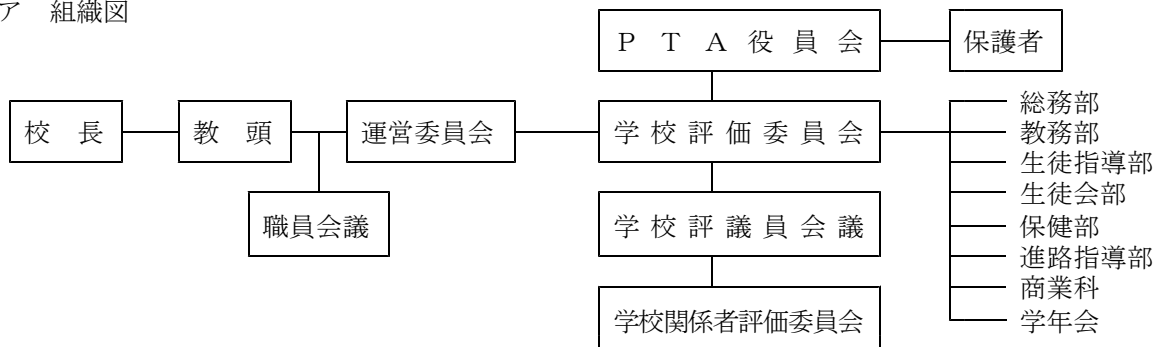 ア 組織図
PTA役員会
保護者
校長
教頭
運営委員会
学校評価委員会
総務部
教務部
生徒指導部
生徒会部
保健部
進路指導部
商業科
学年会
職員会議
学校評議員会議
学校関係者評価委員会